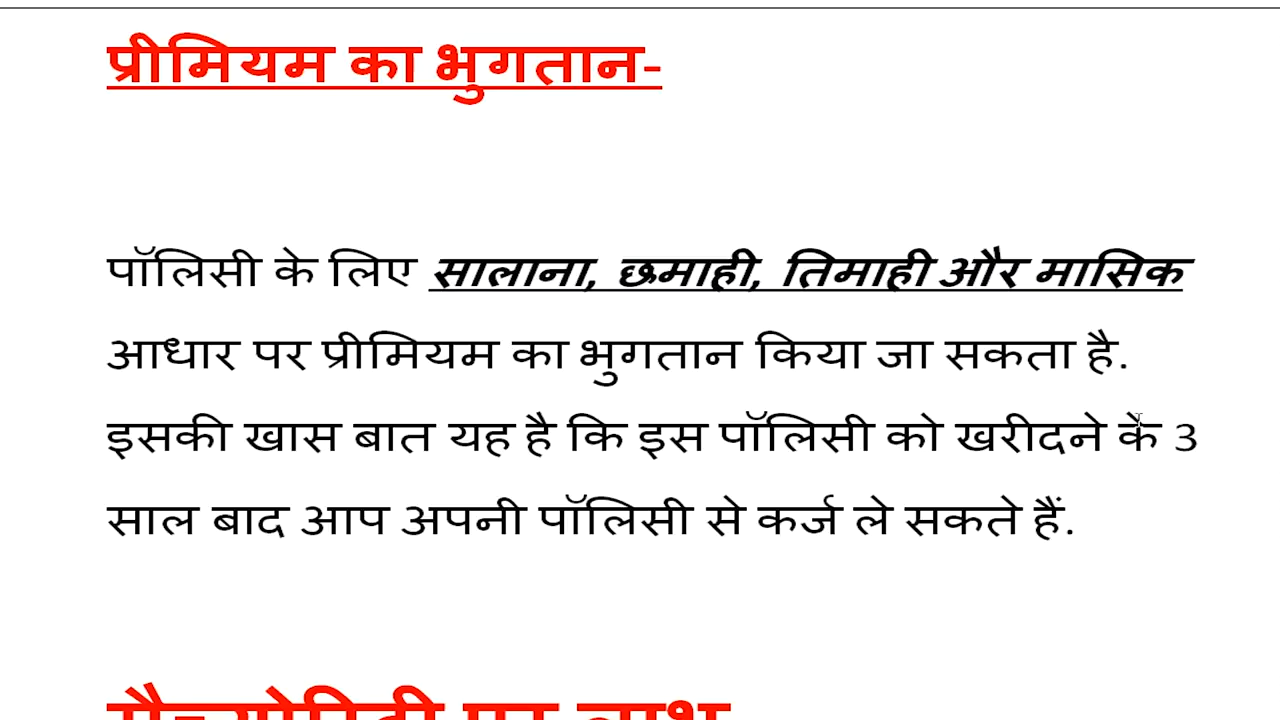 प्रीमियम का भुगतान-
पॉलिसी के लिए सालाना, छमाही, तिमाही और मासिक
आधार पर प्रीमियम का भुगतान किया जा सकता है.
इसकी खास बात यह है कि इस पॉलिसी को खरीदने के 3
साल बाद आप अपनी पॉलिसी से कर्ज ले सकते हैं.
मैच्योरिटी पर लाभ